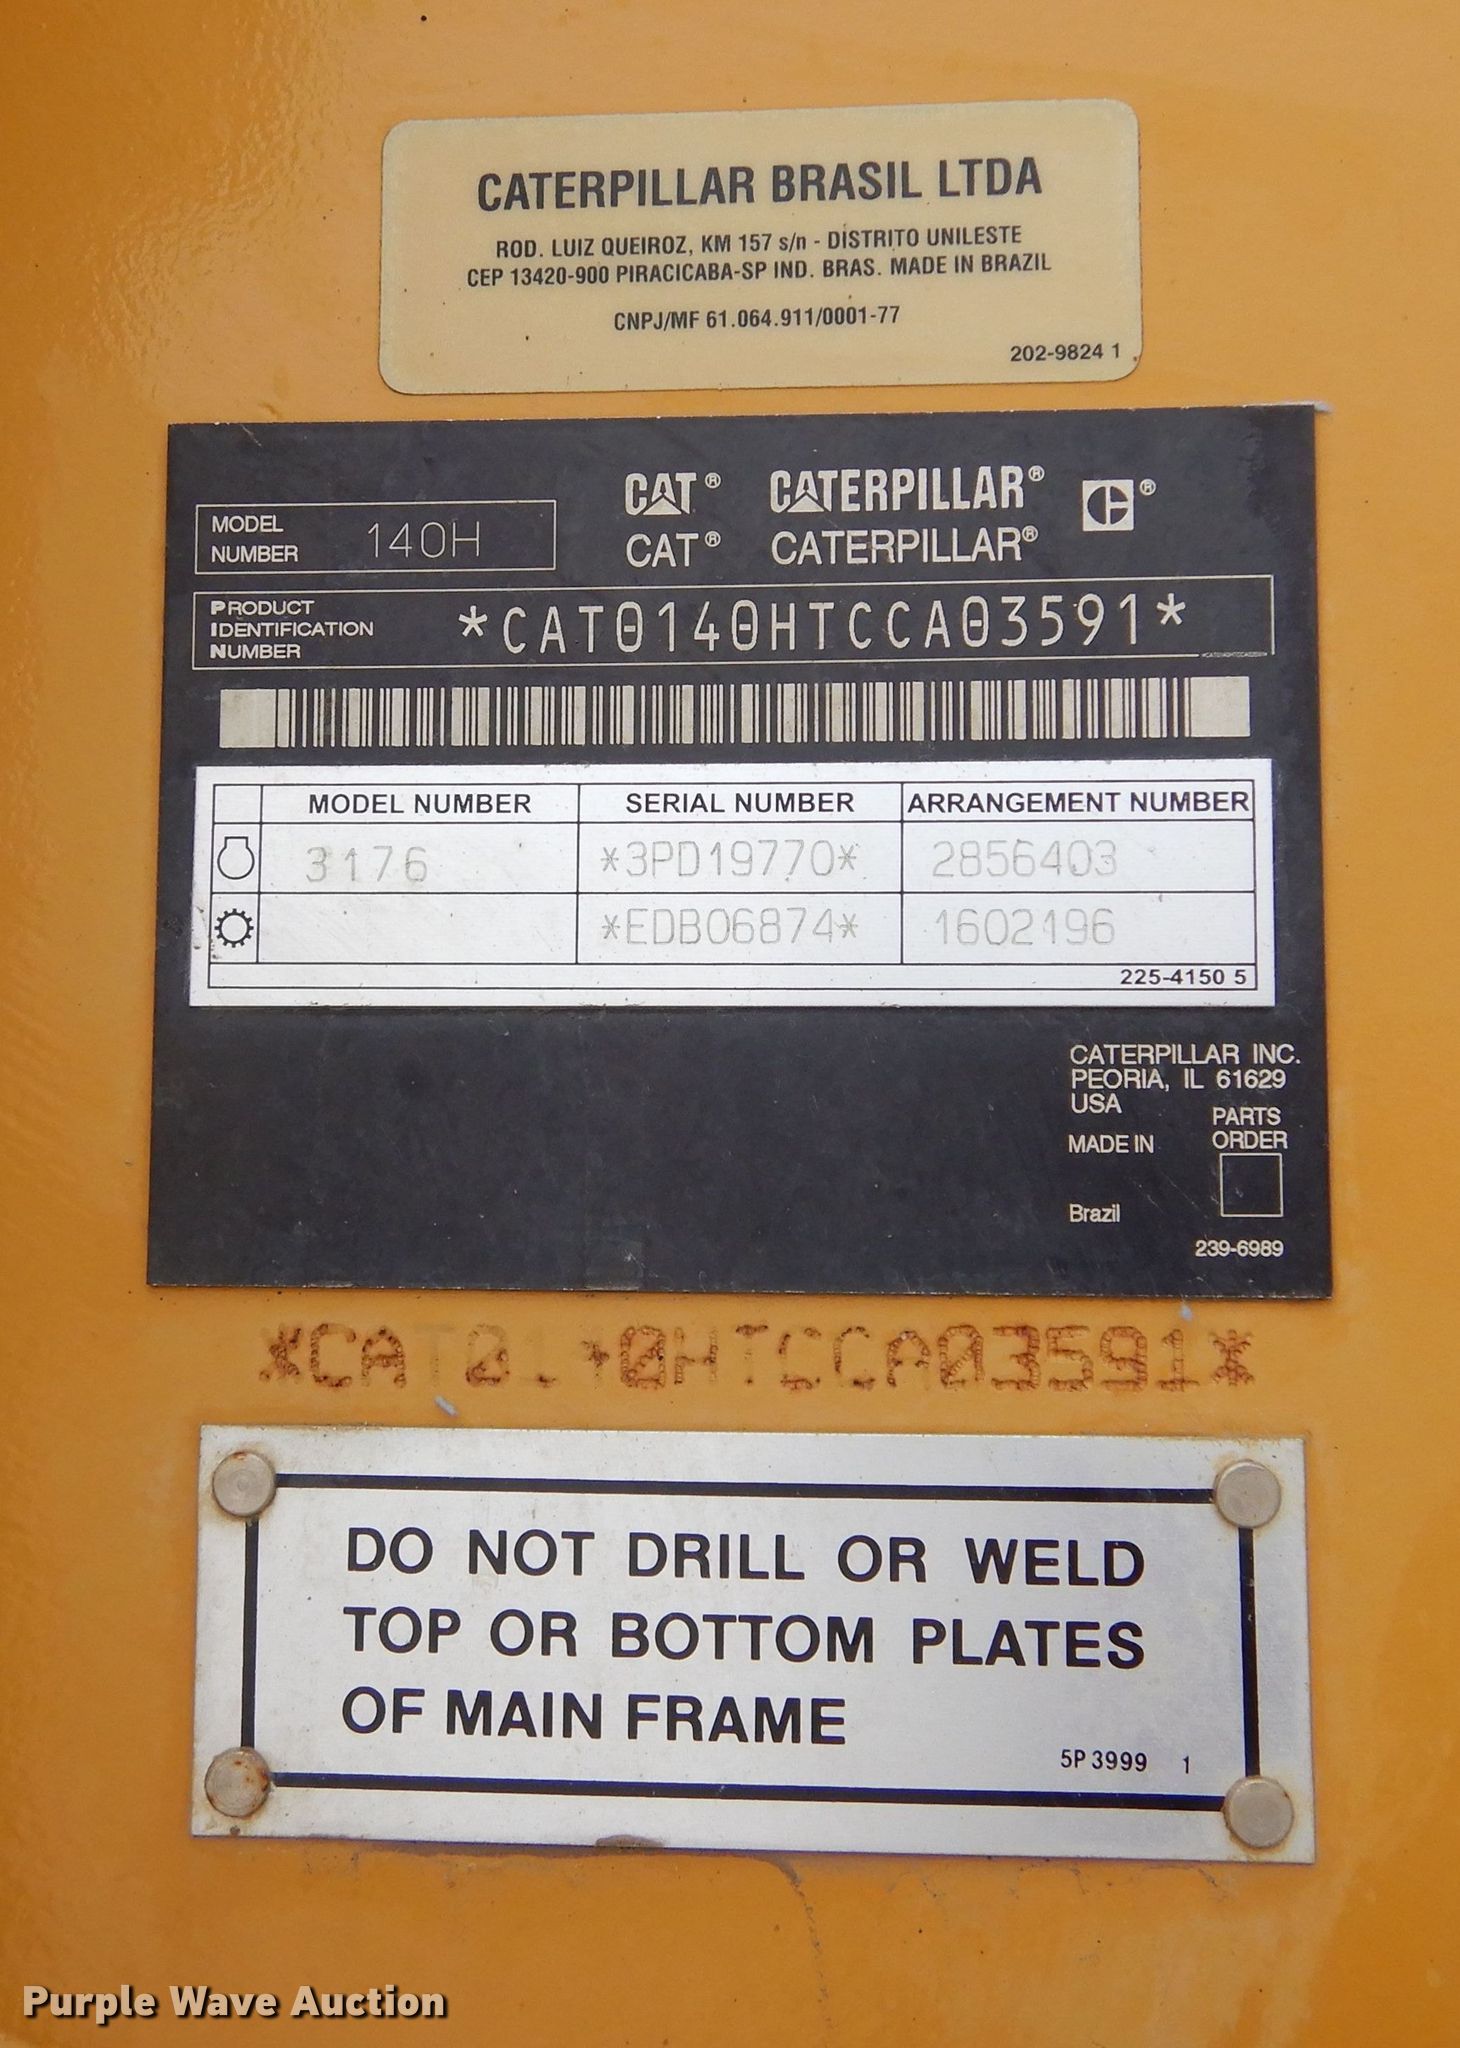 CATERPILLAR BRASIL LTDA
ROD. LUIZ QUEIROZ, KM 157 s/n - DISTRITO UNILESTE
CEP 13420-900 PIRACICABA-SP IND. BRAS. MADE IN BRAZIL
CNPJ/MF 61.064.911/0001-77
202-9824 1
MODEL NUMBER 140H
CAT® CATERPILLAR® C®
CAT® CATERPILLAR®
PRODUCT IDENTIFICATION NUMBER *CAT0140HTCCA03591*
MODEL NUMBER SERIAL NUMBER ARRANGEMENT NUMBER
3176 *3PD19770* 2856403
*EDB06874* 1602196
225-4150 5
CATERPILLAR INC.
PEORIA, IL 61629
USA
MADE IN
Brazil
PARTS
ORDER
239-6989
*CAT0140HTCCA03591*
DO NOT DRILL OR WELD
TOP OR BOTTOM PLATES
OF MAIN FRAME
5P3999 1
Purple Wave Auction